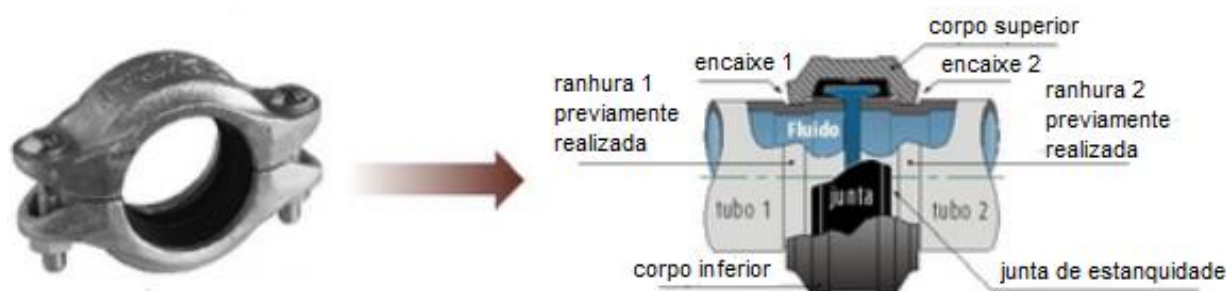 corpo superior
encaixe 1
encaixe 2
ranhura 1
previamente
realizada
ranhura 2
previamente
realizada
Fluido
junta
tubo 1
tubo 2
corpo inferior
junta de estanquidade